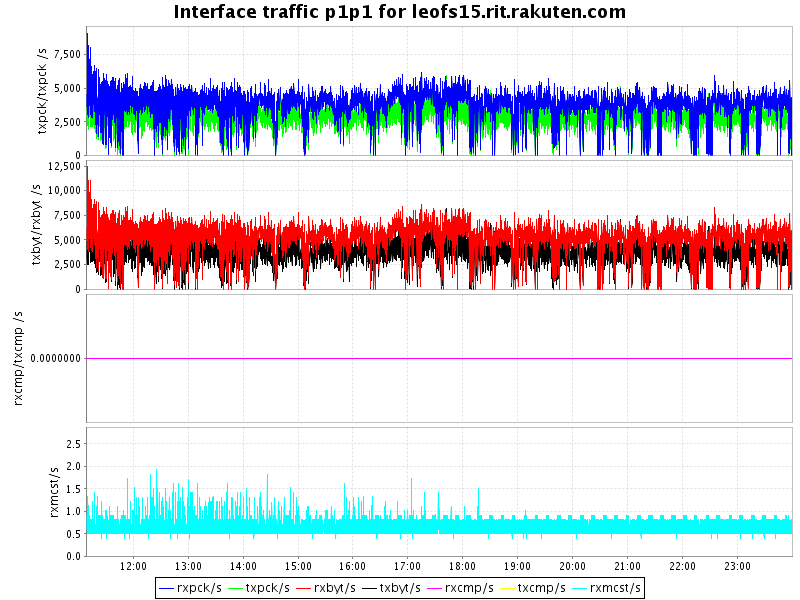 Interface traffic p1p1 for leofs15.rit.rakuten.com
txpck/txpck /s
7,500
5,000
2,500
0
txbyt/rxbyt /s
12,500
10,000
7,500
5,000
2,500
0
rxcmp/txcmp /s
0.0000000
rxmcst/s
2.5
2.0
1.5
1.0
0.5
0.0
12:00 13:00 14:00 15:00 16:00 17:00 18:00 19:00 20:00 21:00 22:00 23:00
rxpck/s txpck/s rxbyt/s txbyt/s rxcmp/s txcmp/s rxmcst/s